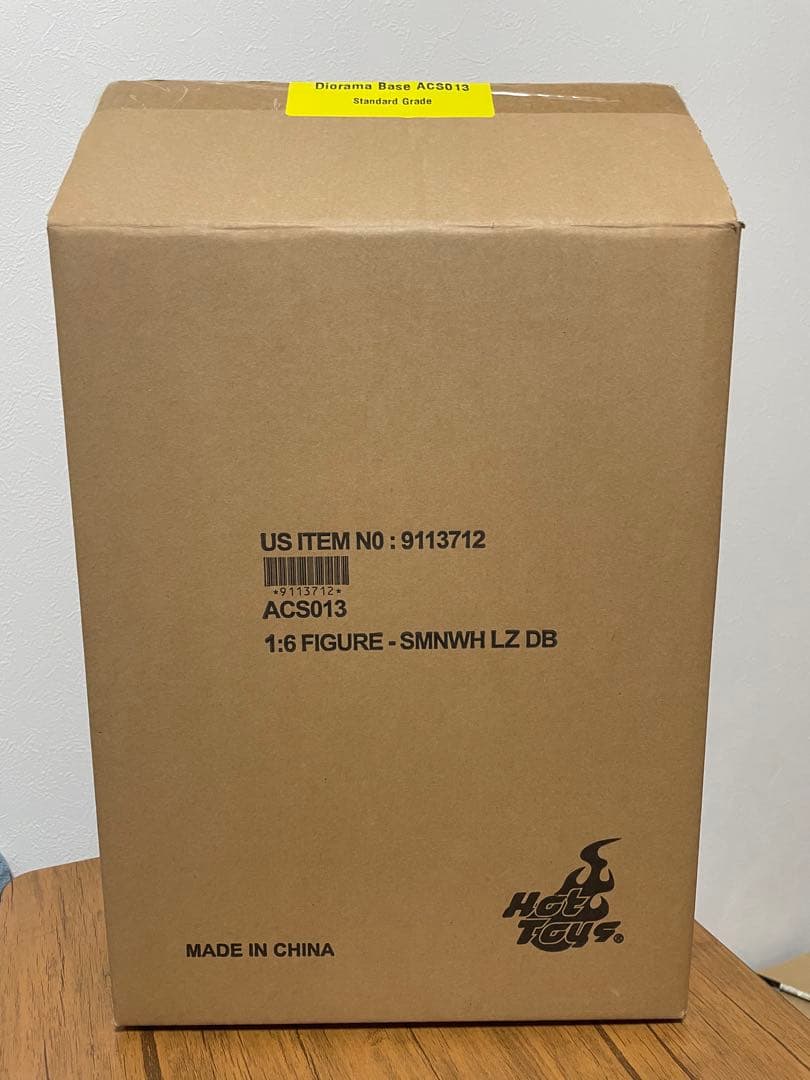 Diorama Base ACS013
Standard Grade
US ITEM N0 : 9113712
*9113712*
ACS013
1:6 FIGURE - SMNWH LZ DB
Hot
Toys®
MADE IN CHINA